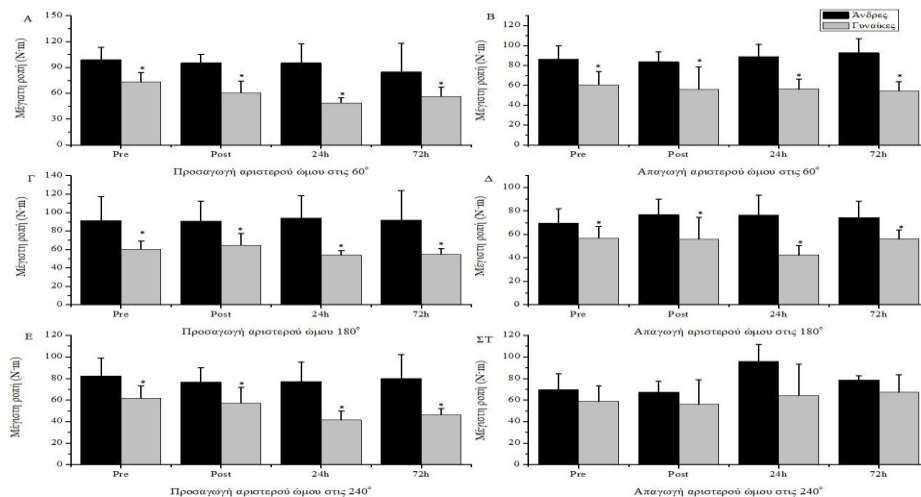 A
Μέγιστη ροπή (N·m)
150
120
90
60
30
0
* * * *
Pre Post 24h 72h
Προσαγωγή αριστερού ώμου στις 60°
B
Άνδρες
Γυναίκες
Μέγιστη ροπή (N·m)
120
100
80
60
40
20
0
* * * *
Pre Post 24h 72h
Απαγωγή αριστερού ώμου στις 60°
Γ
Μέγιστη ροπή (N·m)
140
120
100
80
60
40
20
0
* * * *
Pre Post 24h 72h
Προσαγωγή αριστερού ώμου 180°
Δ
Μέγιστη ροπή (N·m)
100
80
60
40
20
0
* * * *
Pre Post 24h 72h
Απαγωγή αριστερού ώμου στις 180°
E
Μέγιστη ροπή (N·m)
120
100
80
60
40
20
0
* * * *
Pre Post 24h 72h
Προσαγωγή αριστερού ώμου στις 240°
ΣΤ
Μέγιστη ροπή (N·m)
120
100
80
60
40
20
0
Pre Post 24h 72h
Απαγωγή αριστερού ώμου στις 240°